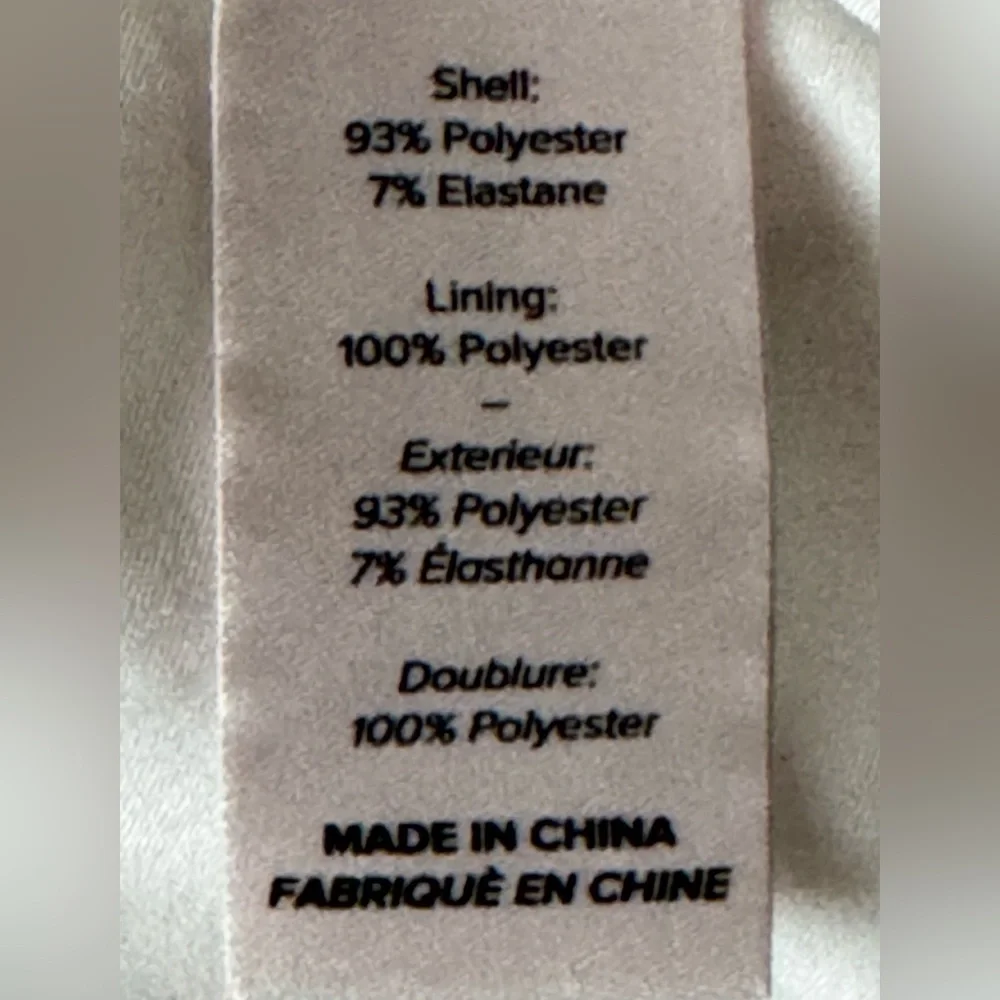 Shell:
93% Polyester
7% Elastane
Lining:
100% Polyester
–
Exterieur:
93% Polyester
7% Élasthanne
Doublure:
100% Polyester
MADE IN CHINA
FABRIQUÈ EN CHINE